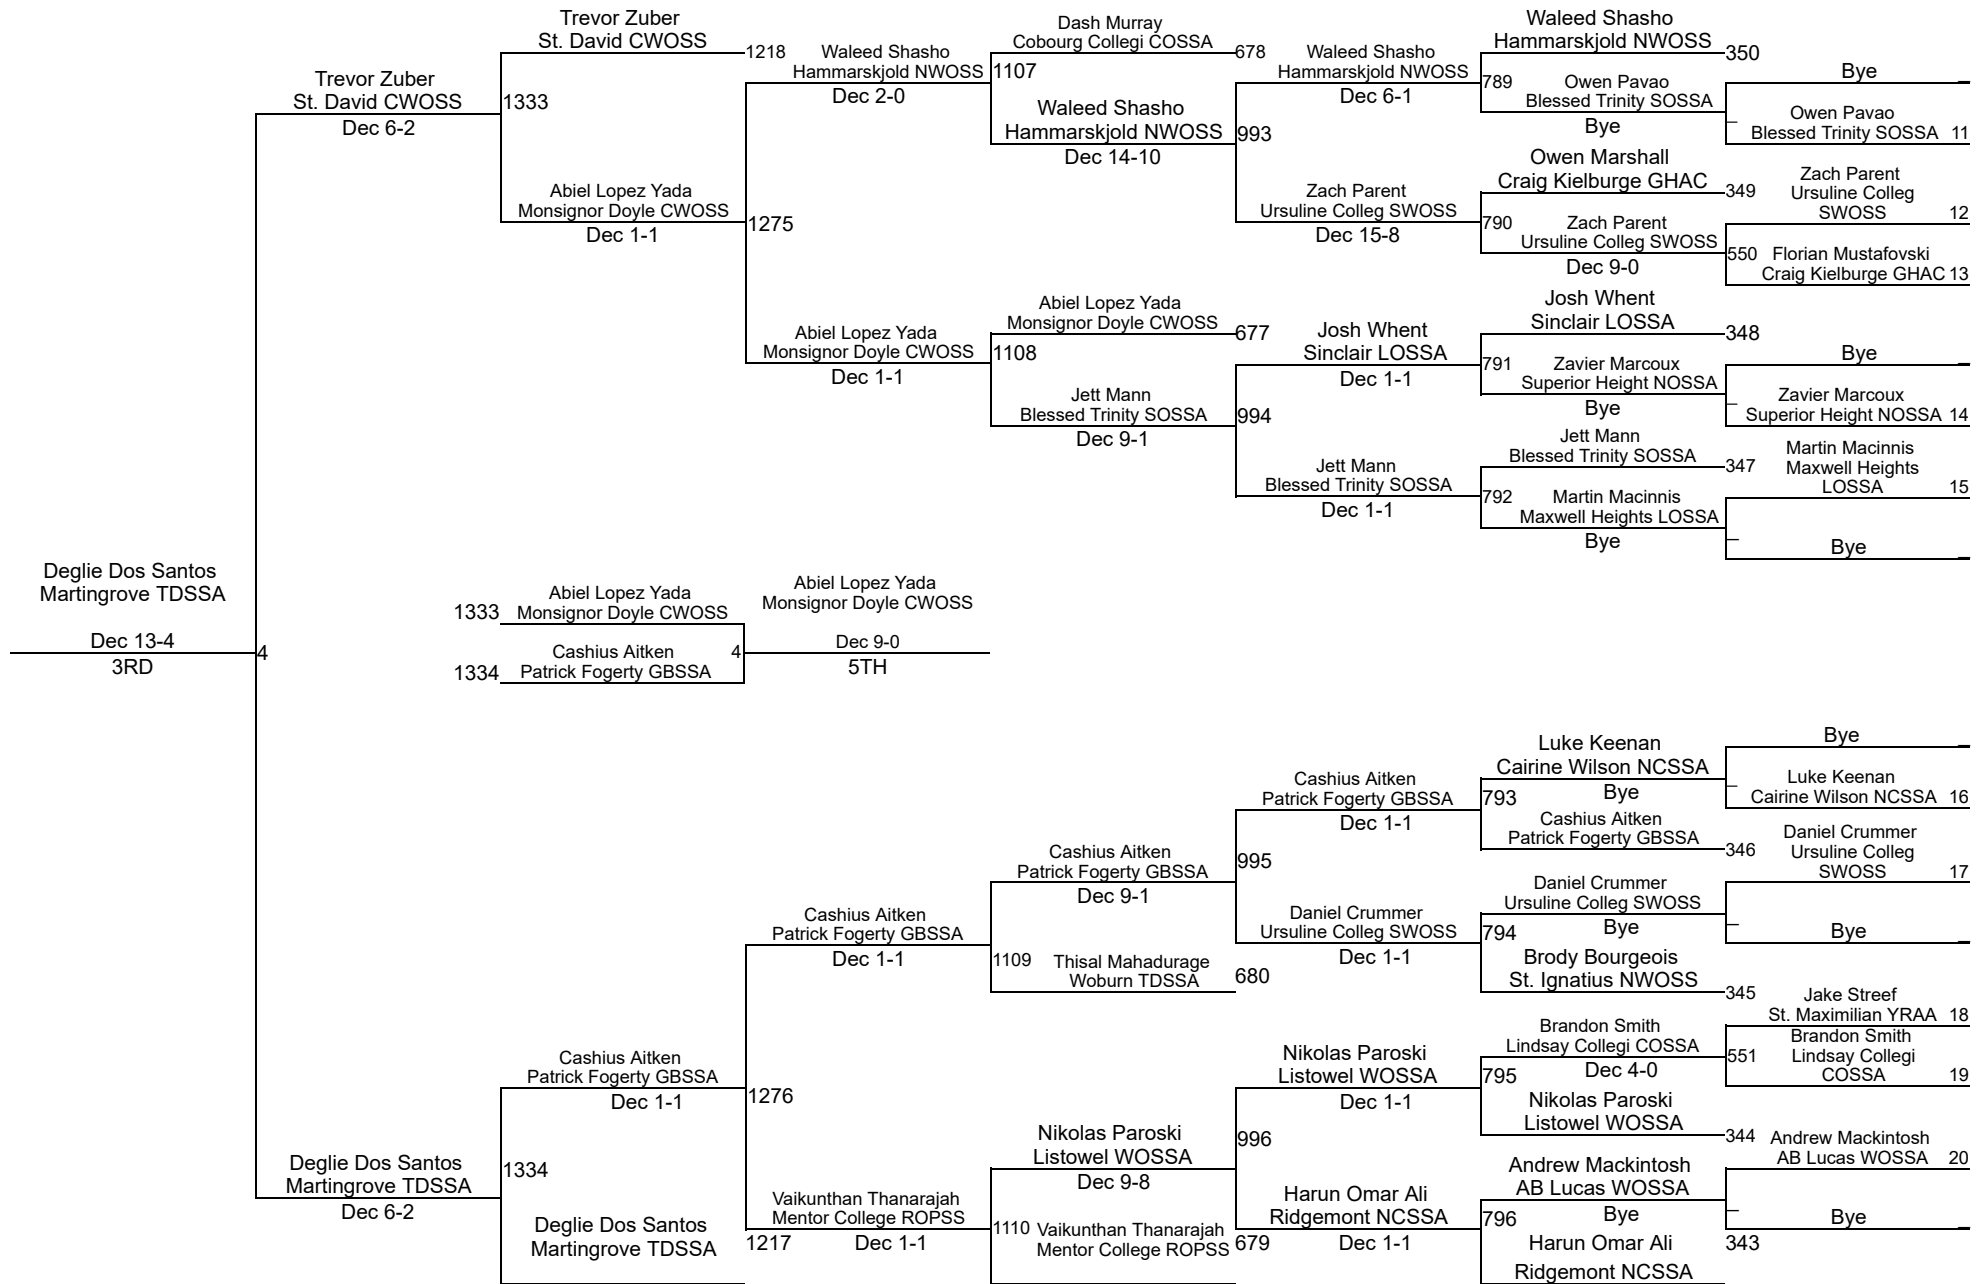 Deglie Dos Santos
Martingrove TDSSA
Dec 13-4
3RD
4
Trevor Zuber
St. David CWOSS
Dec 6-2
Deglie Dos Santos
Martingrove TDSSA
Dec 6-2
Trevor Zuber
St. David CWOSS
1218
1333
Abiel Lopez Yada
Monsignor Doyle CWOSS
Dec 1-1
1333
Abiel Lopez Yada
Monsignor Doyle CWOSS
1334
Cashius Aitken
Patrick Fogerty GBSSA
4
Abiel Lopez Yada
Monsignor Doyle CWOSS
Dec 9-0
5TH
Cashius Aitken
Patrick Fogerty GBSSA
Dec 1-1
1334
Deglie Dos Santos
Martingrove TDSSA
1217
Waleed Shasho
Hammarskjold NWOSS
Dec 2-0
1275
Abiel Lopez Yada
Monsignor Doyle CWOSS
Dec 1-1
Cashius Aitken
Patrick Fogerty GBSSA
Dec 1-1
1276
Vaikunthan Thanarajah
Mentor College ROPSS
Dec 1-1
Dash Murray
Cobourg Collegi COSSA
678
1107
Waleed Shasho
Hammarskjold NWOSS
Dec 14-10
Abiel Lopez Yada
Monsignor Doyle CWOSS
677
1108
Jett Mann
Blessed Trinity SOSSA
Dec 9-1
Cashius Aitken
Patrick Fogerty GBSSA
Dec 9-1
1109
Thisal Mahadurage
Woburn TDSSA
680
Nikolas Paroski
Listowel WOSSA
Dec 9-8
1110
Vaikunthan Thanarajah
Mentor College ROPSS
679
Waleed Shasho
Hammarskjold NWOSS
Dec 6-1
993
Zach Parent
Ursuline Colleg SWOSS
Dec 15-8
Josh Whent
Sinclair LOSSA
Dec 1-1
994
Jett Mann
Blessed Trinity SOSSA
Dec 1-1
Cashius Aitken
Patrick Fogerty GBSSA
Dec 1-1
995
Daniel Crummer
Ursuline Colleg SWOSS
Dec 1-1
Nikolas Paroski
Listowel WOSSA
Dec 1-1
996
Harun Omar Ali
Ridgemont NCSSA
Dec 1-1
Waleed Shasho
Hammarskjold NWOSS
350
789
Owen Pavao
Blessed Trinity SOSSA
Bye
Owen Marshall
Craig Kielburge GHAC
349
790
Zach Parent
Ursuline Colleg SWOSS
Dec 9-0
Josh Whent
Sinclair LOSSA
348
791
Zavier Marcoux
Superior Height NOSSA
Bye
Jett Mann
Blessed Trinity SOSSA
347
792
Martin Macinnis
Maxwell Heights LOSSA
Bye
Luke Keenan
Cairine Wilson NCSSA
Bye
793
Cashius Aitken
Patrick Fogerty GBSSA
346
Daniel Crummer
Ursuline Colleg SWOSS
Bye
794
Brody Bourgeois
St. Ignatius NWOSS
345
Brandon Smith
Lindsay Collegi COSSA
Dec 4-0
795
Nikolas Paroski
Listowel WOSSA
344
Andrew Mackintosh
AB Lucas WOSSA
Bye
796
Harun Omar Ali
Ridgemont NCSSA
343
Bye _
_
Owen Pavao
Blessed Trinity SOSSA 11
Zach Parent
Ursuline Colleg
SWOSS 12
550
Florian Mustafovski
Craig Kielburge GHAC 13
Bye _
_
Zavier Marcoux
Superior Height NOSSA 14
Martin Macinnis
Maxwell Heights
LOSSA 15
_
Bye _
Bye _
_
Luke Keenan
Cairine Wilson NCSSA 16
Daniel Crummer
Ursuline Colleg
SWOSS 17
_
Bye _
Jake Streef
St. Maximilian YRAA 18
551
Brandon Smith
Lindsay Collegi
COSSA 19
Andrew Mackintosh
AB Lucas WOSSA 20
_
Bye _